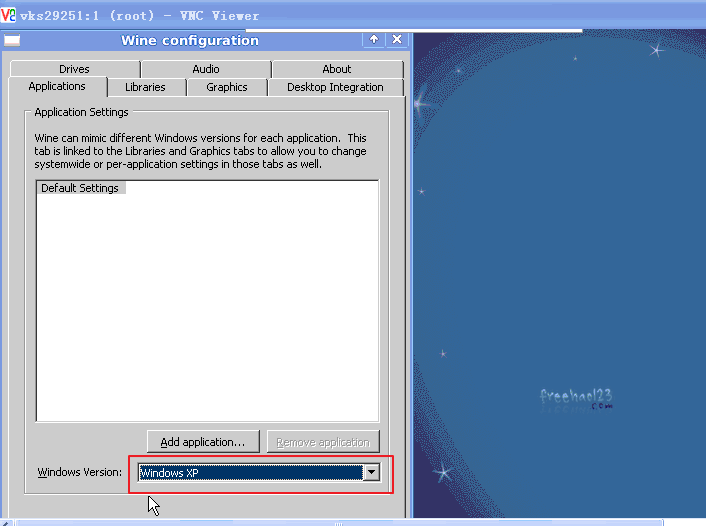 vks29251:1 (root) - VNC Viewer
Wine configuration
Drives Audio About
Applications Libraries Graphics Desktop Integration
Application Settings
Wine can mimic different Windows versions for each application. This
tab is linked to the Libraries and Graphics tabs to allow you to change
systemwide or per-application settings in those tabs as well.
Default Settings
freehao123
.com
Add application... Remove application
Windows Version: Windows XP